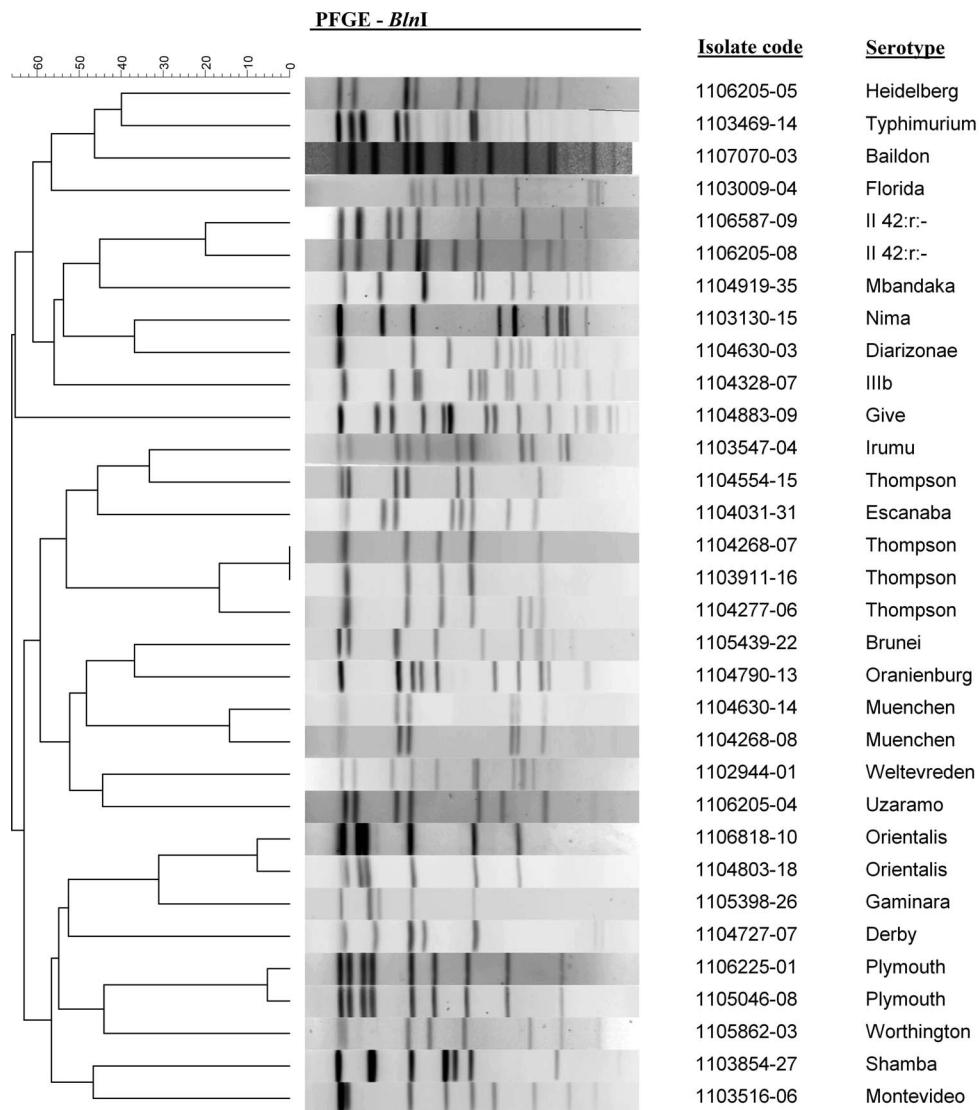 PFGE - BlnI
Isolate code Serotype
60 50 40 30 20 10 0
1106205-05 Heidelberg
1103469-14 Typhimurium
1107070-03 Baildon
1103009-04 Florida
1106587-09 II 42:r:-
1106205-08 II 42:r:-
1104919-35 Mbandaka
1103130-15 Nima
1104630-03 Diarizonae
1104328-07 IIIb
1104883-09 Give
1103547-04 Irumu
1104554-15 Thompson
1104031-31 Escanaba
1104268-07 Thompson
1103911-16 Thompson
1104277-06 Thompson
1105439-22 Brunei
1104790-13 Oranienburg
1104630-14 Muenchen
1104268-08 Muenchen
1102944-01 Weltevreden
1106205-04 Uzaramo
1106818-10 Orientalis
1104803-18 Orientalis
1105398-26 Gaminara
1104727-07 Derby
1106225-01 Plymouth
1105046-08 Plymouth
1105862-03 Worthington
1103854-27 Shamba
1103516-06 Montevideo